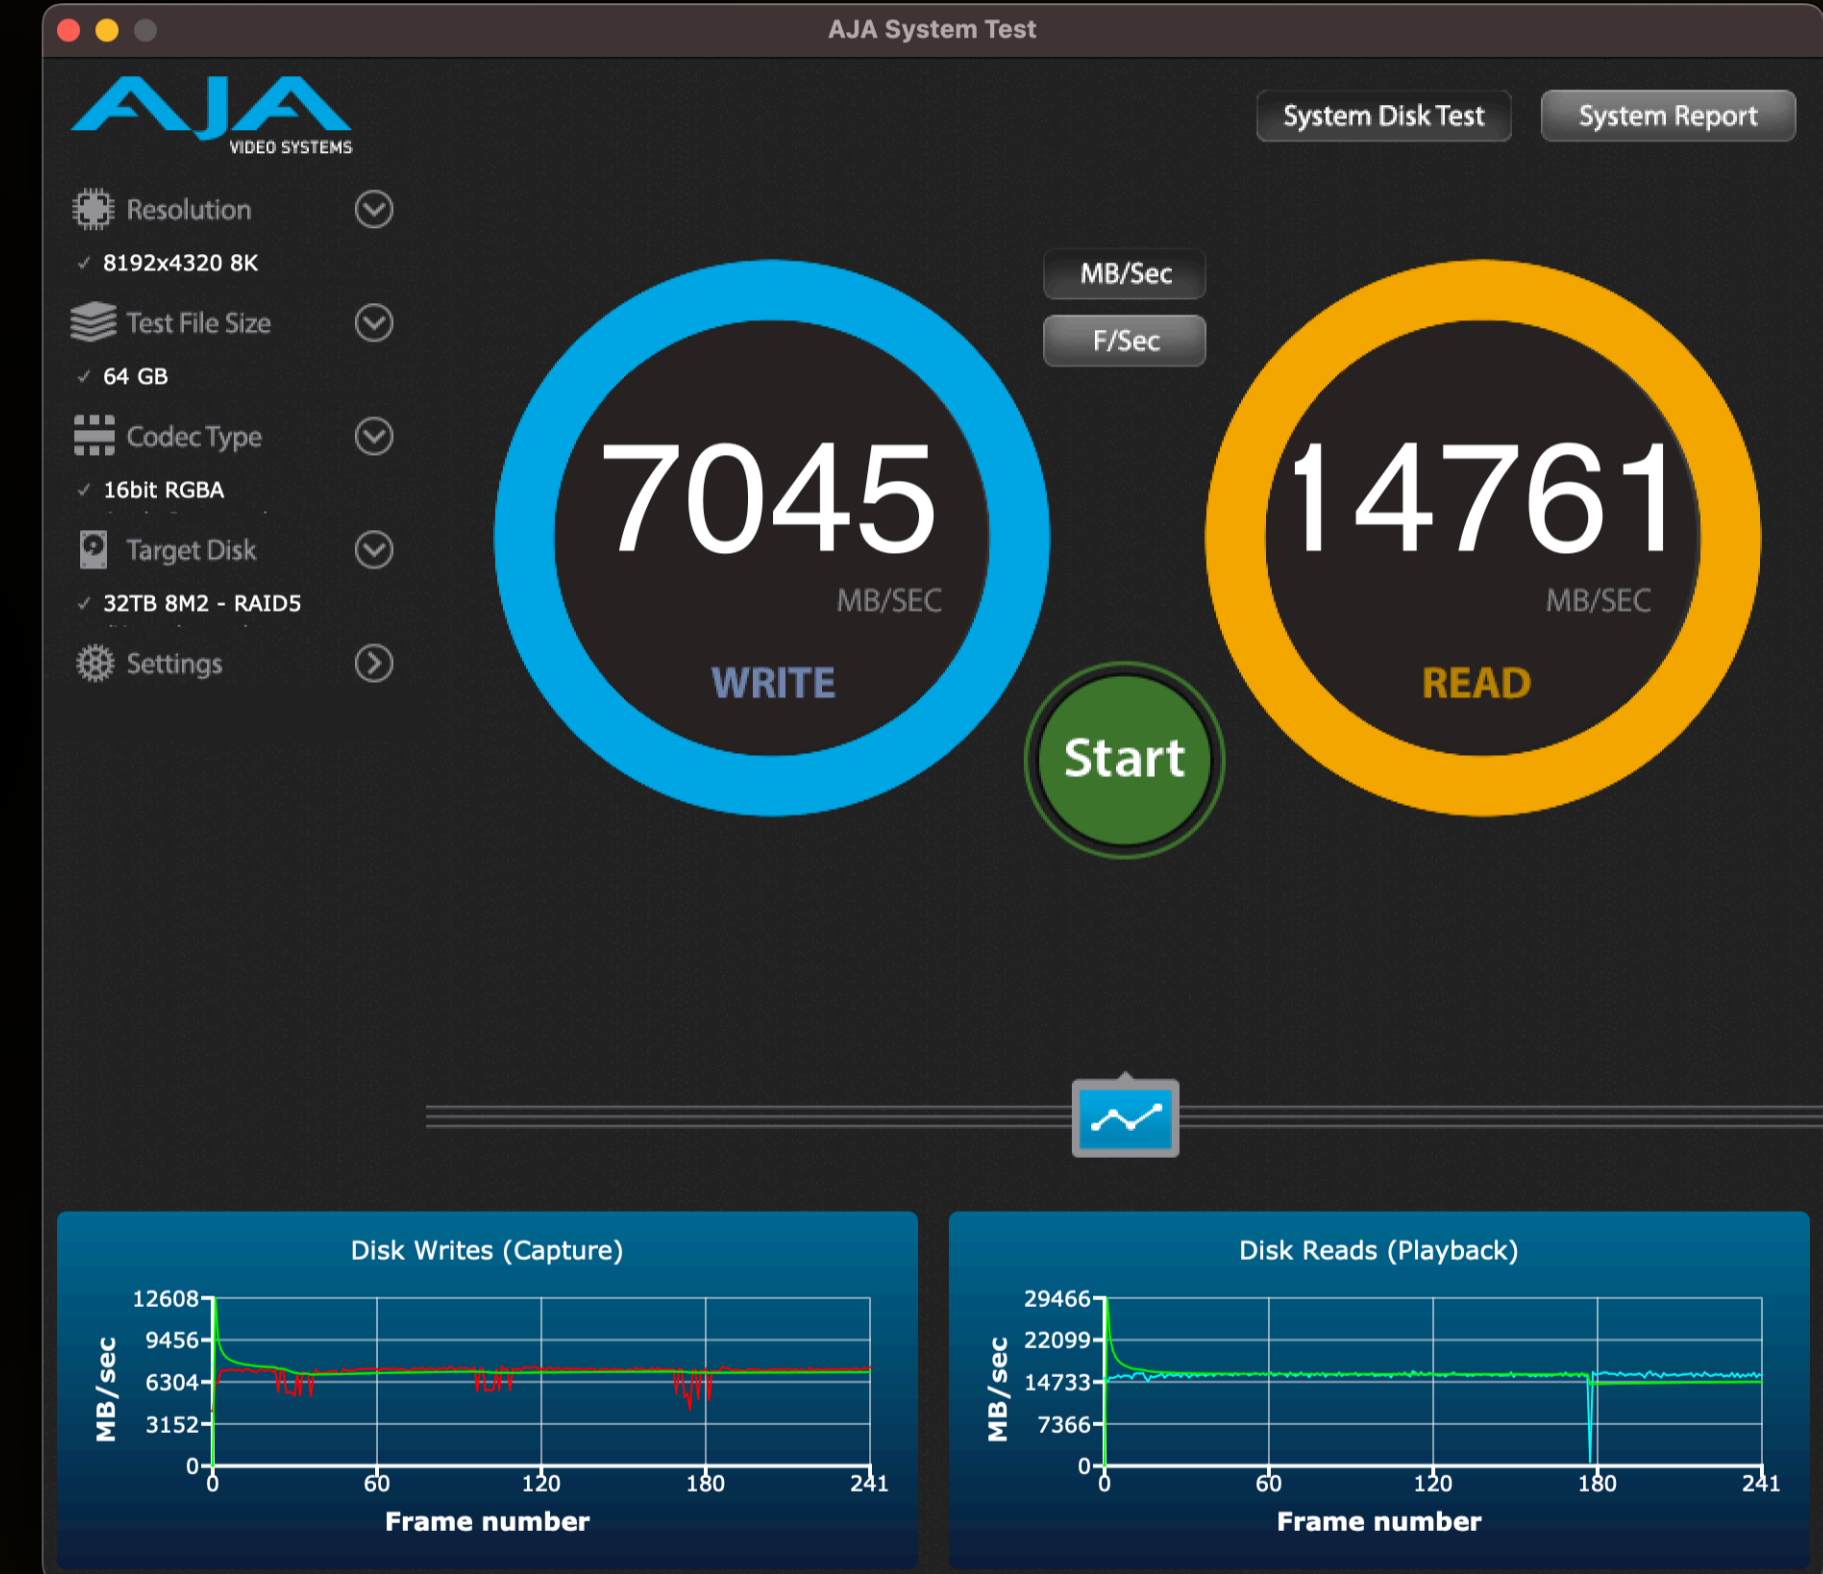 AJA System Test
AJA
VIDEO SYSTEMS
System Disk Test
System Report
Resolution
8192x4320 8K
Test File Size
64 GB
Codec Type
16bit RGBA
Target Disk
32TB 8M2 - RAID5
Settings
MB/Sec
F/Sec
7045
MB/SEC
WRITE
14761
MB/SEC
READ
Start
Disk Writes (Capture)
12608
9456
6304
3152
0
MB/sec
0 60 120 180 241
Frame number
Disk Reads (Playback)
29466
22099
14733
7366
0
MB/sec
0 60 120 180 241
Frame number